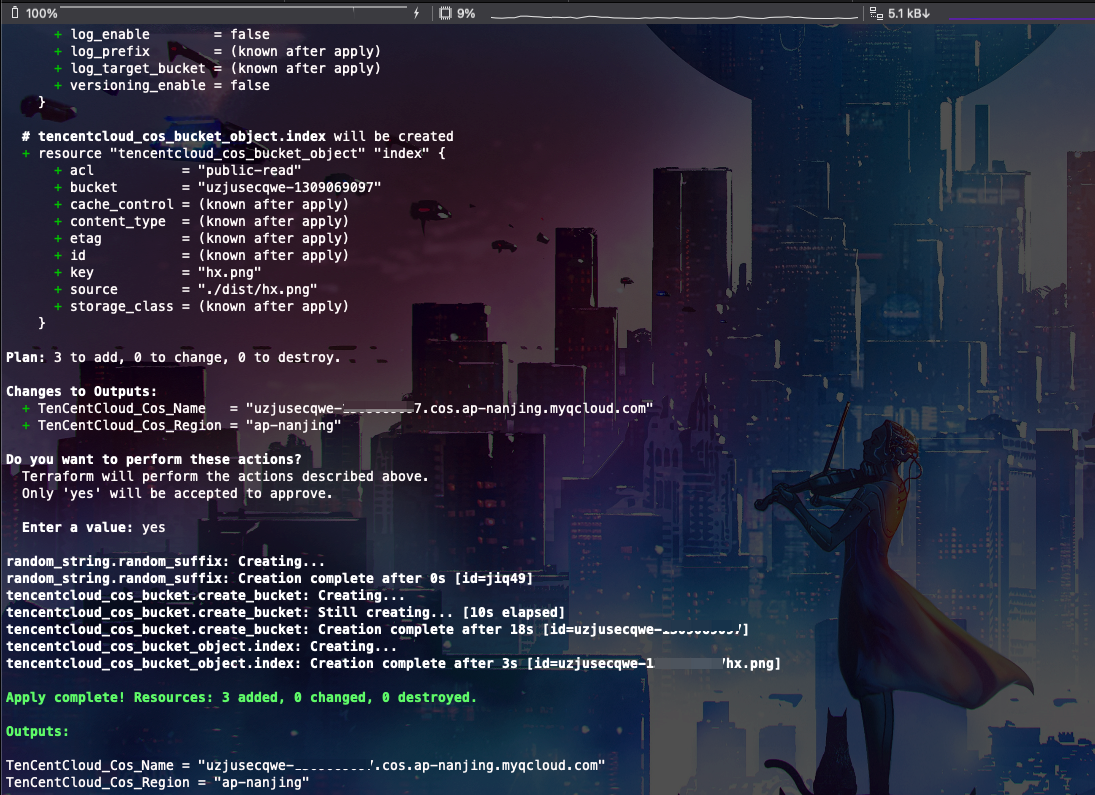 100% 9% 5.1 kB↓
+ log_enable = false
+ log_prefix = (known after apply)
+ log_target_bucket = (known after apply)
+ versioning_enable = false
}
# tencentcloud_cos_bucket_object.index will be created
+ resource "tencentcloud_cos_bucket_object" "index" {
+ acl = "public-read"
+ bucket = "uzjusecqwe-1309069097"
+ cache_control = (known after apply)
+ content_type = (known after apply)
+ etag = (known after apply)
+ id = (known after apply)
+ key = "hx.png"
+ source = "./dist/hx.png"
+ storage_class = (known after apply)
}
Plan: 3 to add, 0 to change, 0 to destroy.
Changes to Outputs:
+ TenCentCloud_Cos_Name = "uzjusecqwe- 7.cos.ap-nanjing.myqcloud.com"
+ TenCentCloud_Cos_Region = "ap-nanjing"
Do you want to perform these actions?
Terraform will perform the actions described above.
Only 'yes' will be accepted to approve.
Enter a value: yes
random_string.random_suffix: Creating...
random_string.random_suffix: Creation complete after 0s [id=jiq49]
tencentcloud_cos_bucket.create_bucket: Creating...
tencentcloud_cos_bucket.create_bucket: Still creating... [10s elapsed]
tencentcloud_cos_bucket.create_bucket: Creation complete after 18s [id=uzjusecqwe- ]
tencentcloud_cos_bucket_object.index: Creating...
tencentcloud_cos_bucket_object.index: Creation complete after 3s [id=uzjusecqwe-1 hx.png]
Apply complete! Resources: 3 added, 0 changed, 0 destroyed.
Outputs:
TenCentCloud_Cos_Name = "uzjusecqwe- .cos.ap-nanjing.myqcloud.com"
TenCentCloud_Cos_Region = "ap-nanjing"